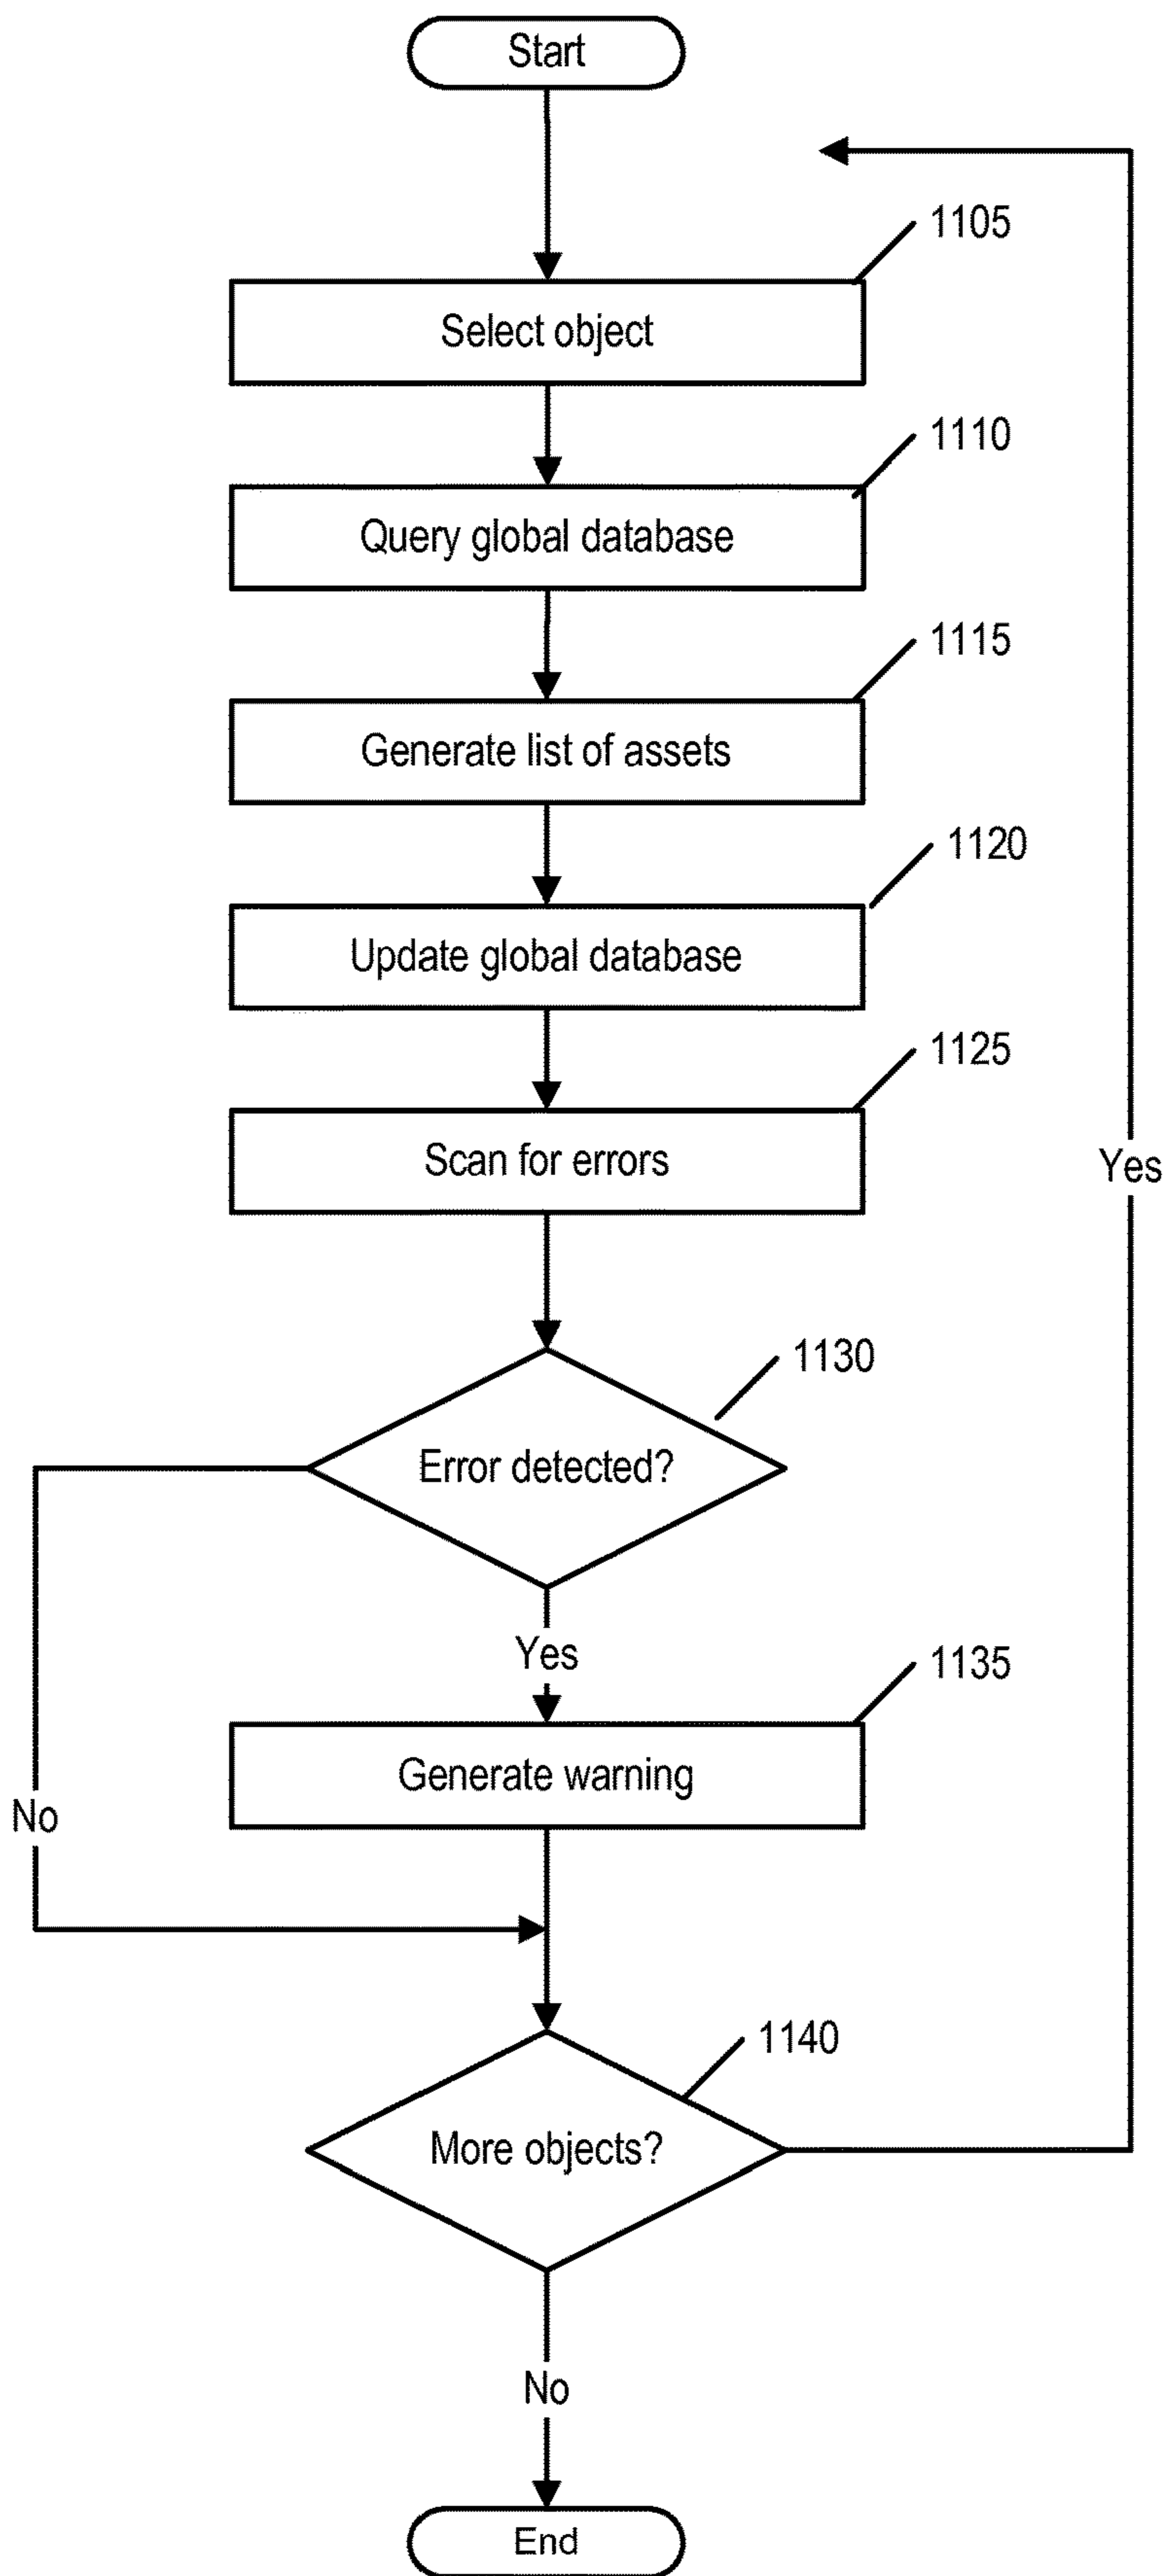 Start
1105
Select object
1110
Query global database
1115
Generate list of assets
1120
Update global database
1125
Scan for errors
Yes
1130
Error detected?
Yes
1135
Generate warning
No
1140
More objects?
No
End